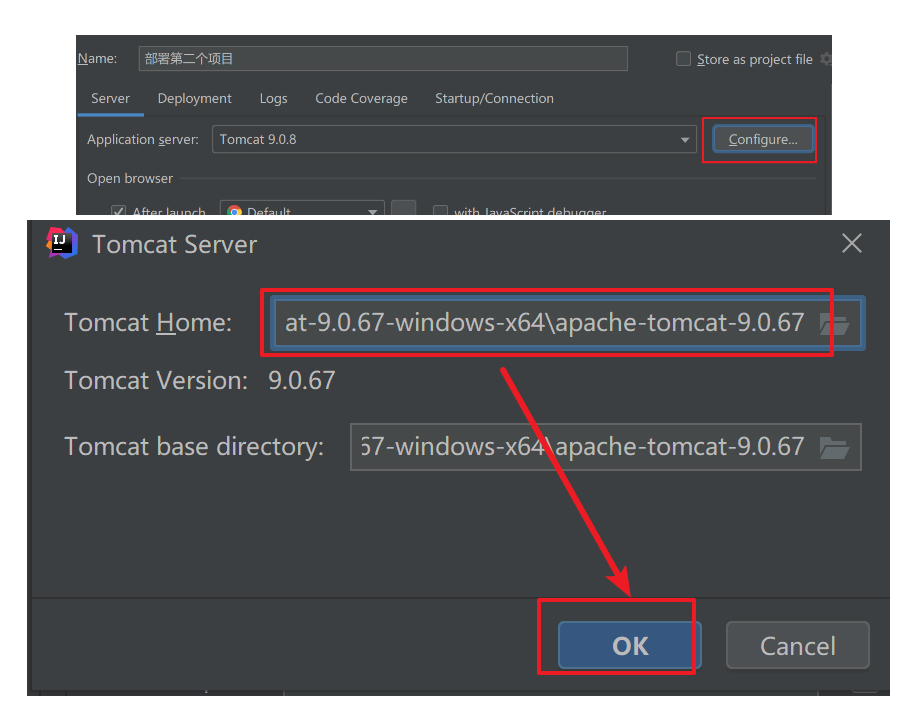 Name: 部署第二个项目 Store as project file
Server Deployment Logs Code Coverage Startup/Connection
Application server: Tomcat 9.0.8 Configure...
Open browser
After launch Default with JavaScript debugger
IJ Tomcat Server
Tomcat Home: at-9.0.67-windows-x64\apache-tomcat-9.0.67
Tomcat Version: 9.0.67
Tomcat base directory: 67-windows-x64\apache-tomcat-9.0.67
OK Cancel